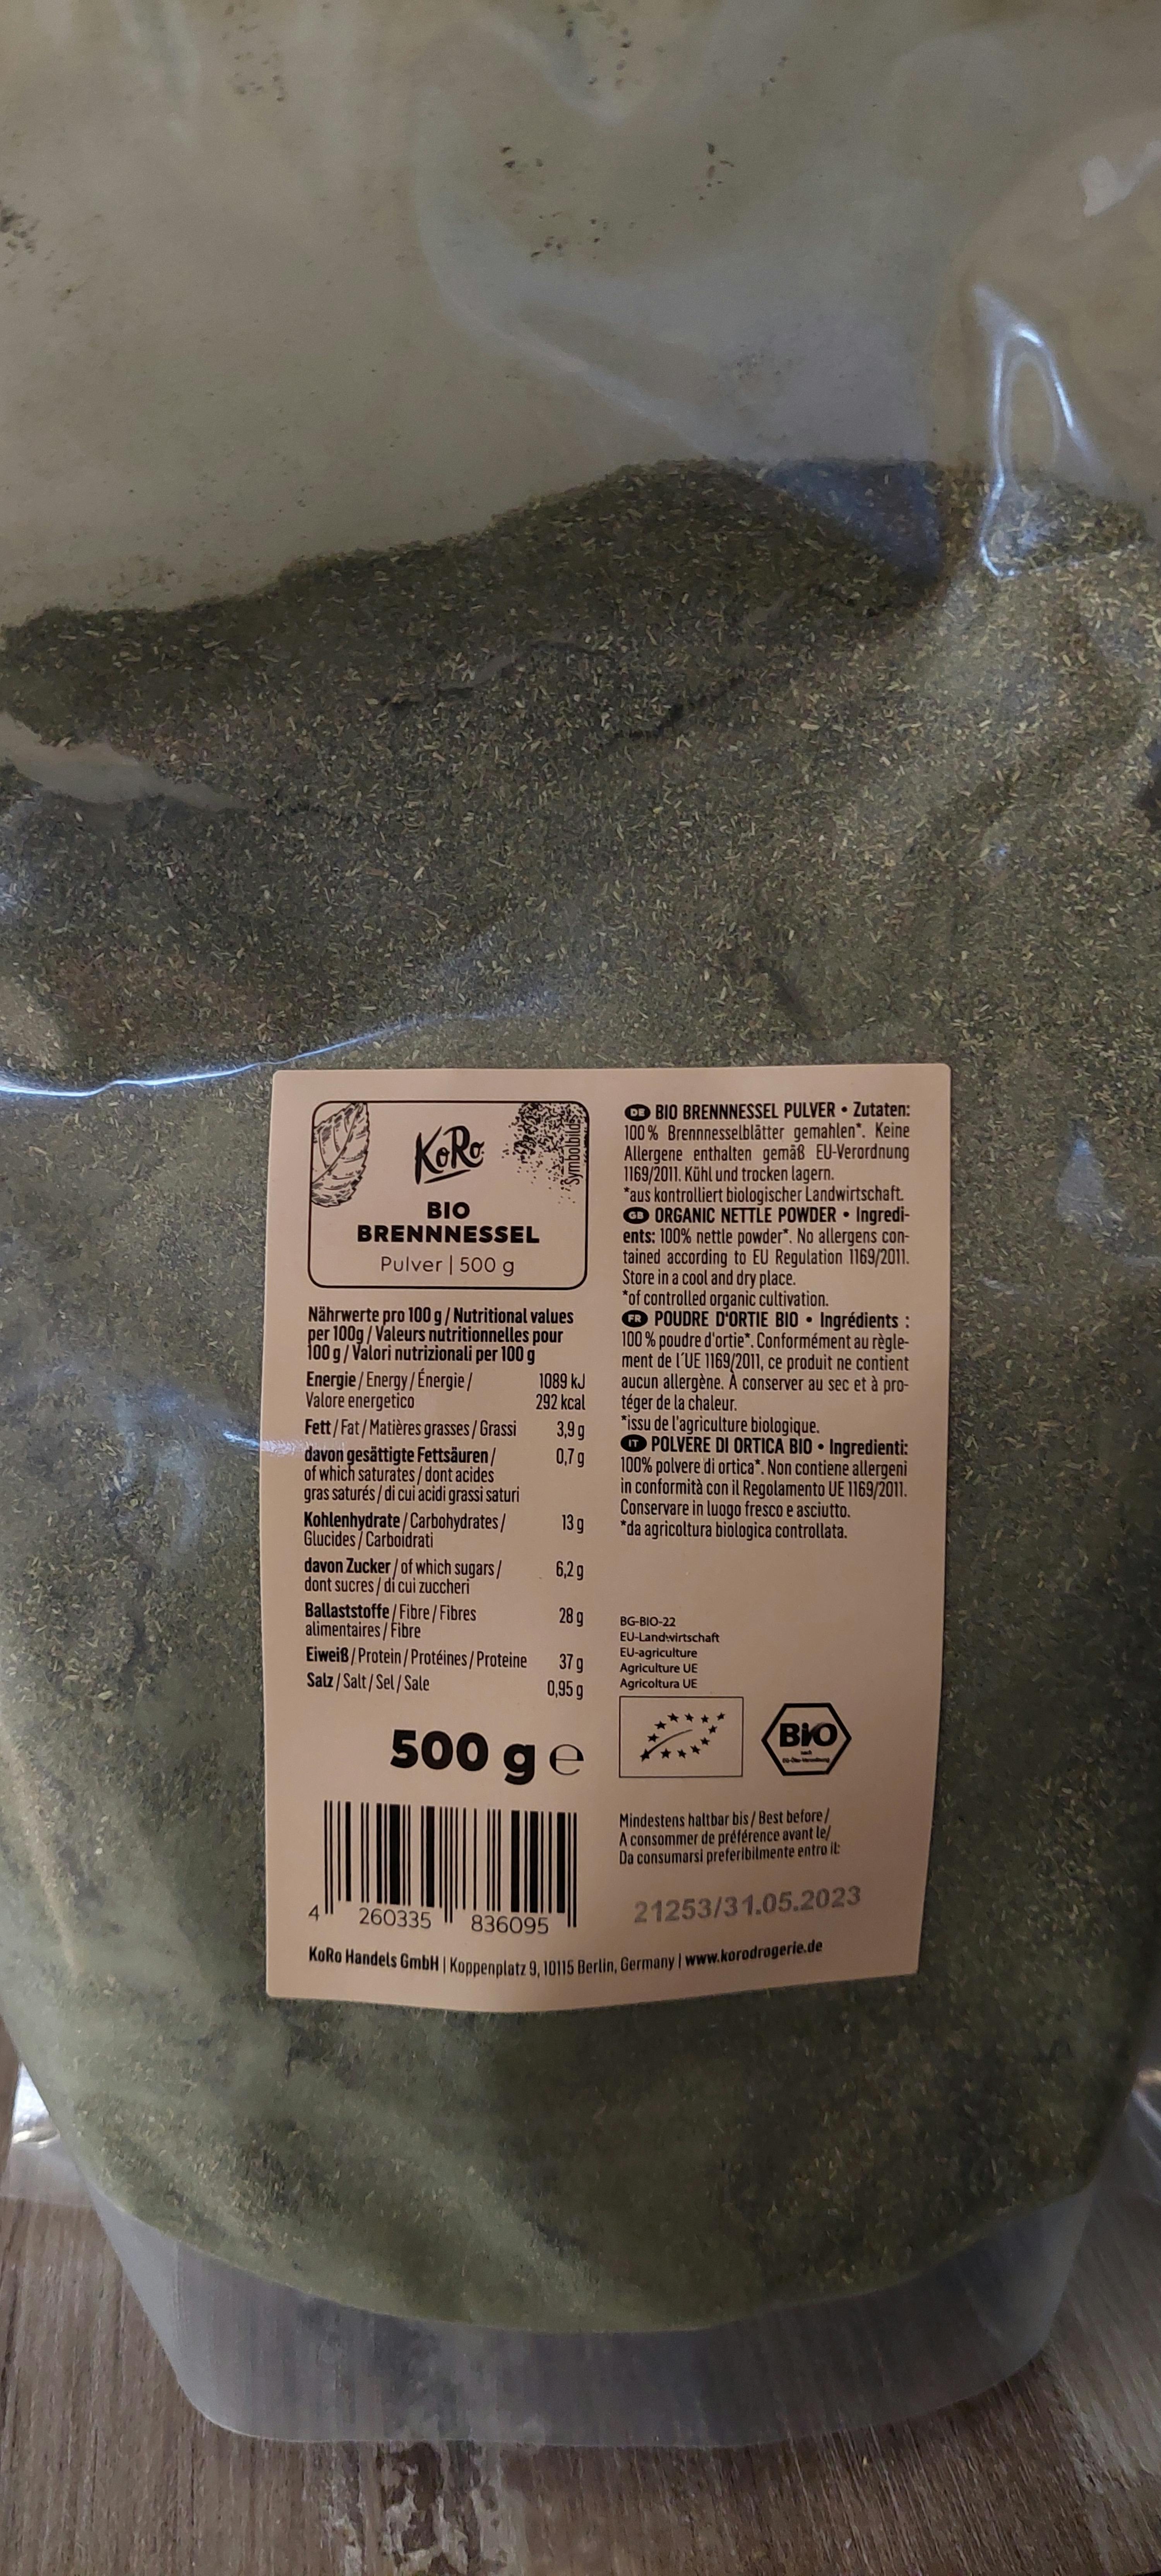 KoRo
Symbolbild
BIO
BRENNNESSEL
Pulver | 500 g
Nährwerte pro 100 g / Nutritional values
per 100g / Valeurs nutritionnelles pour
100 g / Valori nutrizionali per 100 g
Energie / Energy / Énergie / 1089 kJ
Valore energetico 292 kcal
Fett / Fat / Matières grasses / Grassi 3,9 g
davon gesättigte Fettsäuren / 0,7 g
of which saturates / dont acides
gras saturés / di cui acidi grassi saturi
Kohlenhydrate / Carbohydrates / 13 g
Glucides / Carboidrati
davon Zucker / of which sugars / 6,2 g
dont sucres / di cui zuccheri
Ballaststoffe / Fibre / Fibres 28 g
alimentaires / Fibre
Eiweiß / Protein / Protéines / Proteine 37 g
Salz / Salt / Sel / Sale 0,95 g
500 g e
4 260335 836095
DE BIO BRENNNESSEL PULVER • Zutaten:
100 % Brennnesselblätter gemahlen*. Keine
Allergene enthalten gemäß EU-Verordnung
1169/2011. Kühl und trocken lagern.
*aus kontrolliert biologischer Landwirtschaft.
GB ORGANIC NETTLE POWDER • Ingredi-
ents: 100% nettle powder*. No allergens con-
tained according to EU Regulation 1169/2011.
Store in a cool and dry place.
*of controlled organic cultivation.
FR POUDRE D'ORTIE BIO • Ingrédients :
100 % poudre d'ortie*. Conformément au règle-
ment de l´UE 1169/2011, ce produit ne contient
aucun allergène. À conserver au sec et à pro-
téger de la chaleur.
*issu de l'agriculture biologique.
IT POLVERE DI ORTICA BIO • Ingredienti:
100% polvere di ortica*. Non contiene allergeni
in conformità con il Regolamento UE 1169/2011.
Conservare in luogo fresco e asciutto.
*da agricoltura biologica controllata.
BG-BIO-22
EU-Landwirtschaft
EU-agriculture
Agriculture UE
Agricoltura UE
BIO
nach
EG-Öko-Verordnung
Mindestens haltbar bis / Best before /
A consommer de préférence avant le/
Da consumarsi preferibilmente entro il:
21253/31.05.2023
KoRo Handels GmbH | Koppenplatz 9, 10115 Berlin, Germany | www.korodrogerie.de